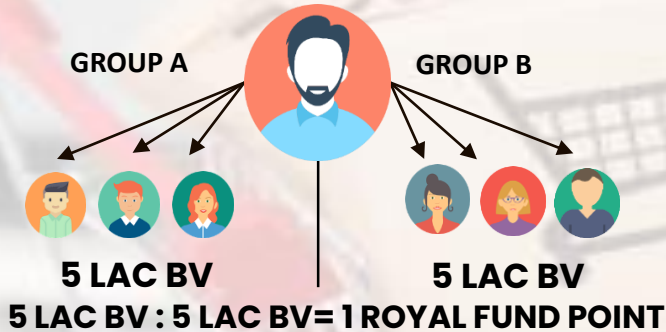 GROUP A
GROUP B
5 LAC BV
5 LAC BV
5 LAC BV : 5 LAC BV= 1 ROYAL FUND POINT